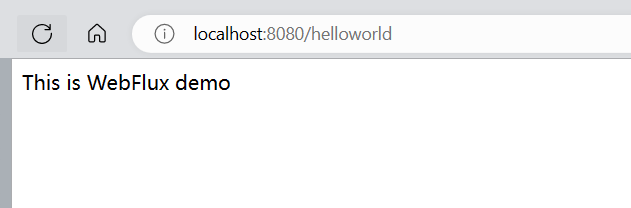 localhost:8080/helloworld
This is WebFlux demo